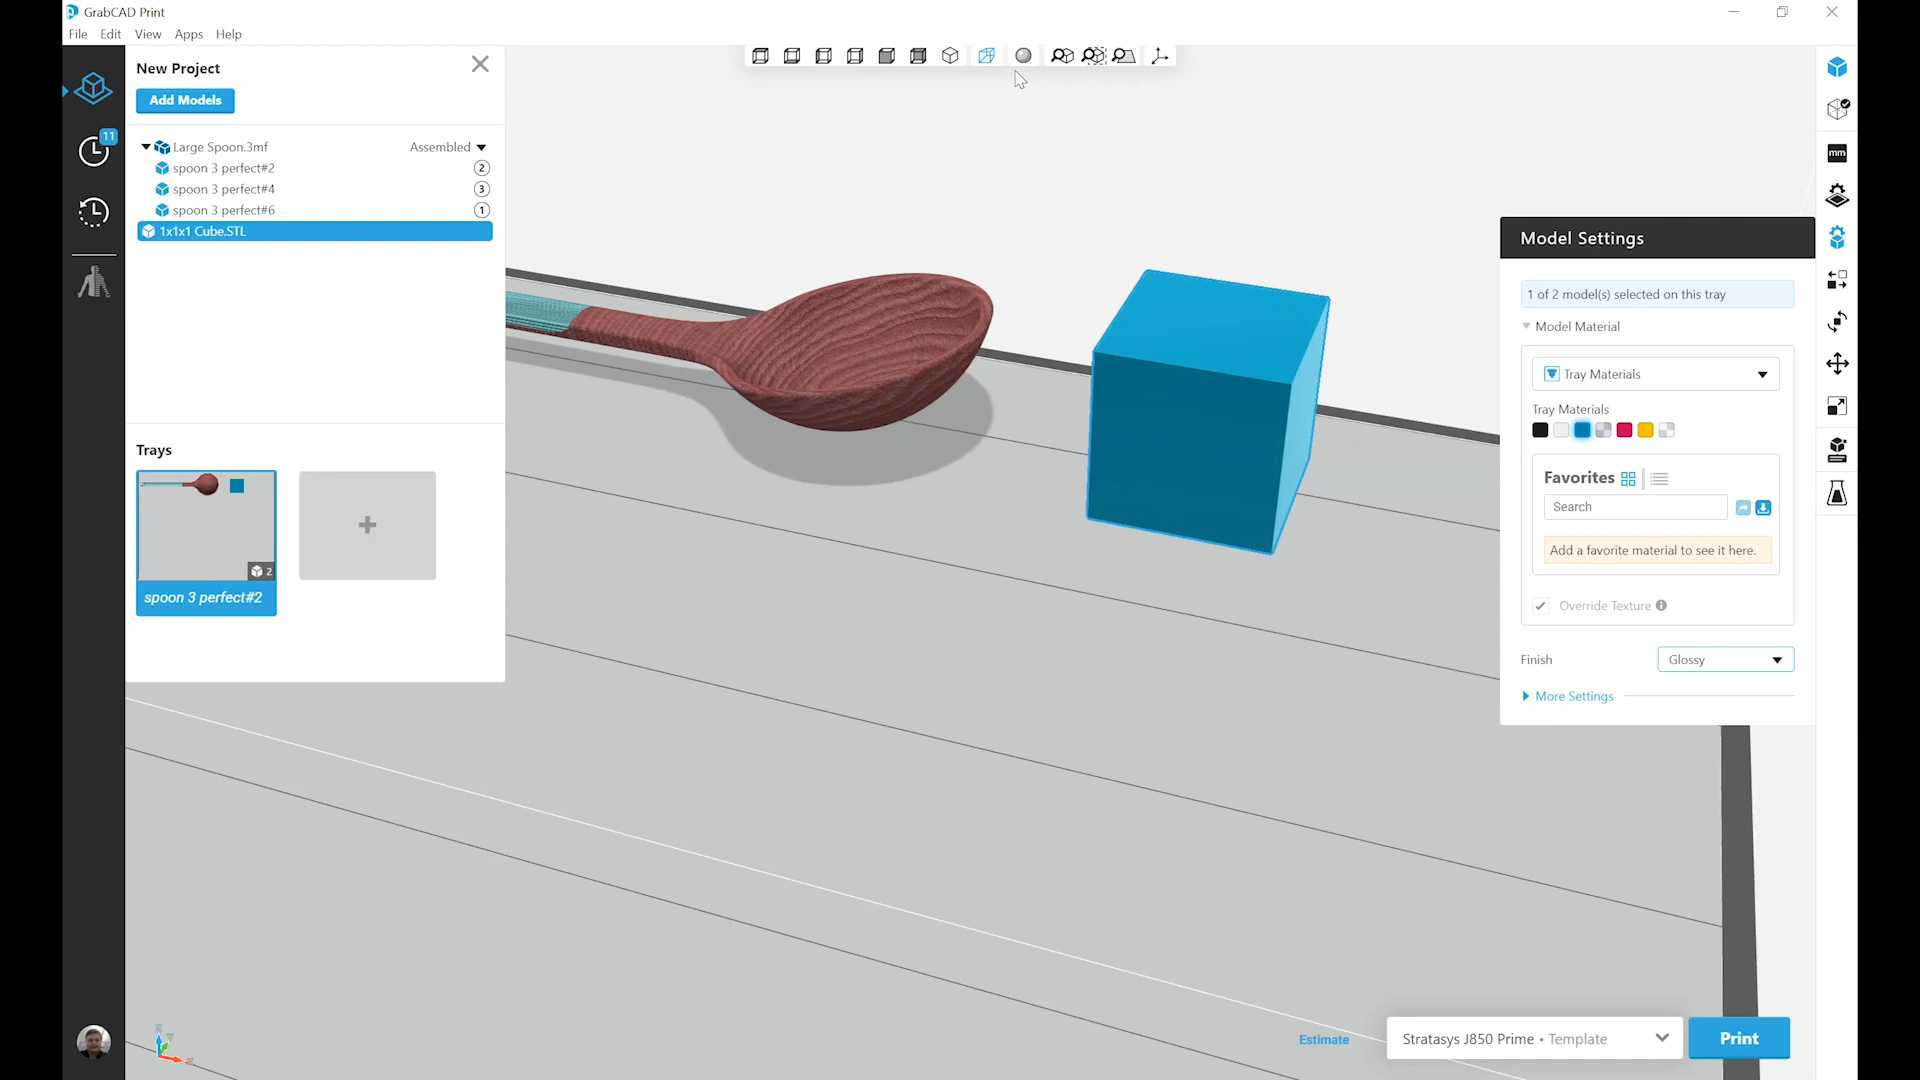 GrabCAD Print
File Edit View Apps Help
New Project
Add Models
11
Large Spoon.3mf Assembled
spoon 3 perfect#2 2
spoon 3 perfect#4 3
spoon 3 perfect#6 1
1x1x1 Cube.STL
Trays
2
spoon 3 perfect#2
mm
Model Settings
1 of 2 model(s) selected on this tray
Model Material
Tray Materials
Tray Materials
Favorites
Search
Add a favorite material to see it here.
Override Texture
Finish Glossy
More Settings
Estimate
Stratasys J850 Prime • Template
Print